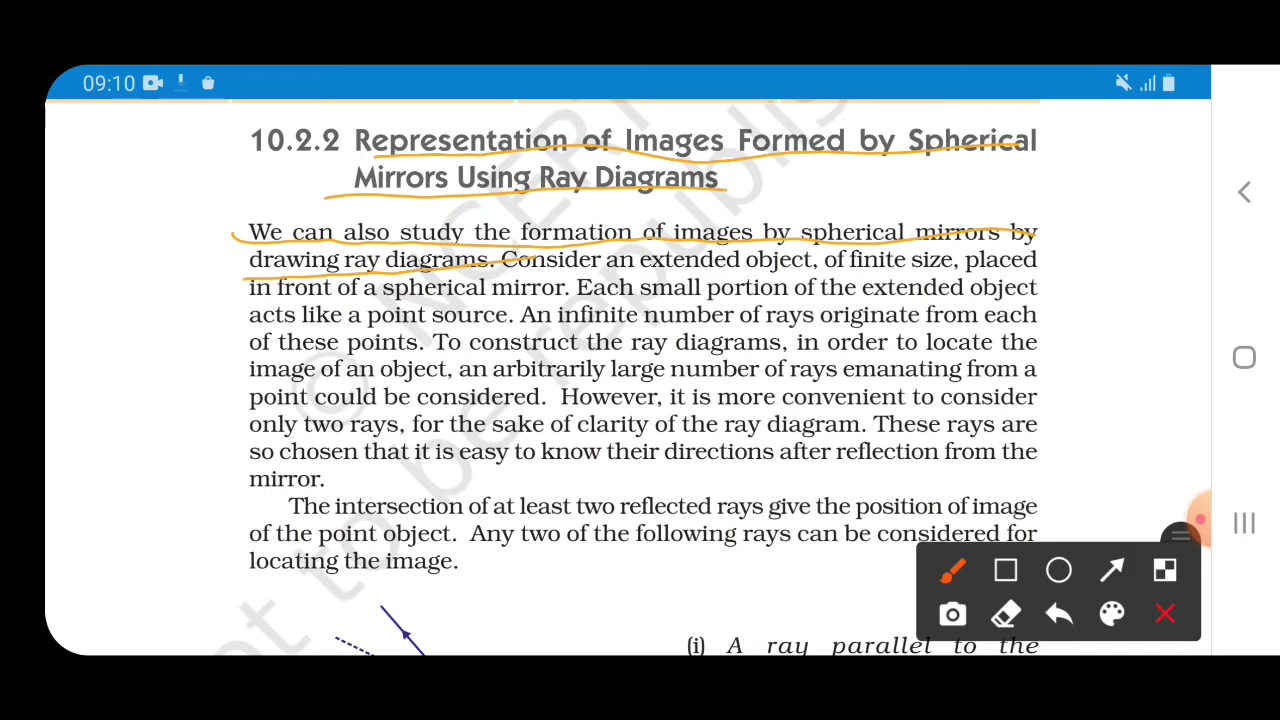 09:10
10.2.2 Representation of Images Formed by Spherical
Mirrors Using Ray Diagrams
We can also study the formation of images by spherical mirrors by
drawing ray diagrams. Consider an extended object, of finite size, placed
in front of a spherical mirror. Each small portion of the extended object
acts like a point source. An infinite number of rays originate from each
of these points. To construct the ray diagrams, in order to locate the
image of an object, an arbitrarily large number of rays emanating from a
point could be considered. However, it is more convenient to consider
only two rays, for the sake of clarity of the ray diagram. These rays are
so chosen that it is easy to know their directions after reflection from the
mirror.
The intersection of at least two reflected rays give the position of image
of the point object. Any two of the following rays can be considered for
locating the image.
(i) A ray parallel to the
© NCERT
not to be republish